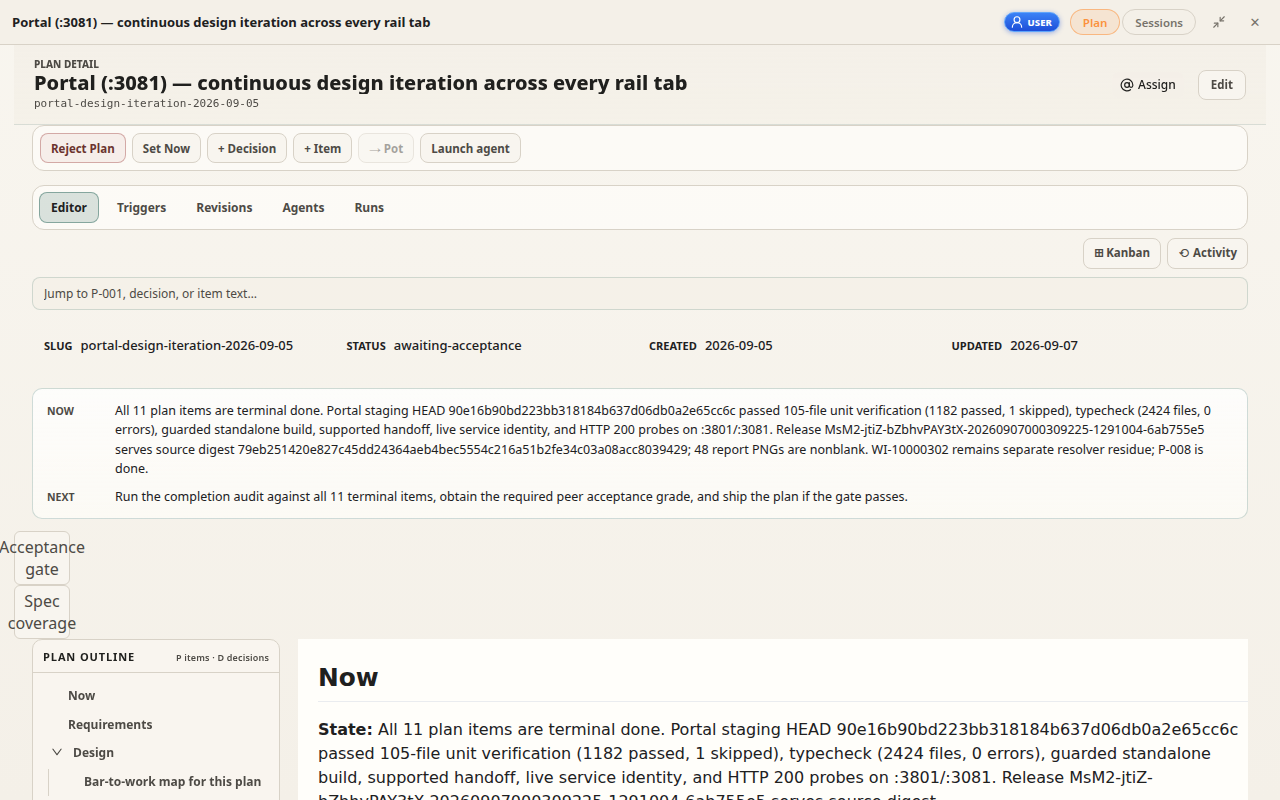 Portal (:3081) — continuous design iteration across every rail tab
USER
Plan
Sessions
PLAN DETAIL
Portal (:3081) — continuous design iteration across every rail tab
portal-design-iteration-2026-09-05
@ Assign
Edit
Reject Plan
Set Now
+ Decision
+ Item
→ Pot
Launch agent
Editor
Triggers
Revisions
Agents
Runs
⊞ Kanban
⟲ Activity
Jump to P-001, decision, or item text...
SLUG portal-design-iteration-2026-09-05
STATUS awaiting-acceptance
CREATED 2026-09-05
UPDATED 2026-09-07
NOW
All 11 plan items are terminal done. Portal staging HEAD 90e16b90bd223bb318184b637d06db0a2e65cc6c passed 105-file unit verification (1182 passed, 1 skipped), typecheck (2424 files, 0
errors), guarded standalone build, supported handoff, live service identity, and HTTP 200 probes on :3801/:3081. Release MsM2-jtiZ-bZbhvPAY3tX-20260907000309225-1291004-6ab755e5
serves source digest 79eb251420e827c45dd24364aeb4bec5554c216a51b2fe34c03a08acc8039429; 48 report PNGs are nonblank. WI-10000302 remains separate resolver residue; P-008 is
done.
NEXT
Run the completion audit against all 11 terminal items, obtain the required peer acceptance grade, and ship the plan if the gate passes.
Acceptance
gate
Spec
coverage
PLAN OUTLINE
P items · D decisions
Now
Requirements
Design
Bar-to-work map for this plan
Now
State: All 11 plan items are terminal done. Portal staging HEAD 90e16b90bd223bb318184b637d06db0a2e65cc6c
passed 105-file unit verification (1182 passed, 1 skipped), typecheck (2424 files, 0 errors), guarded standalone
build, supported handoff, live service identity, and HTTP 200 probes on :3801/:3081. Release MsM2-jtiZ-
bZbhvPAY3tX-20260907000309225-1291004-6ab755e5 serves source digest